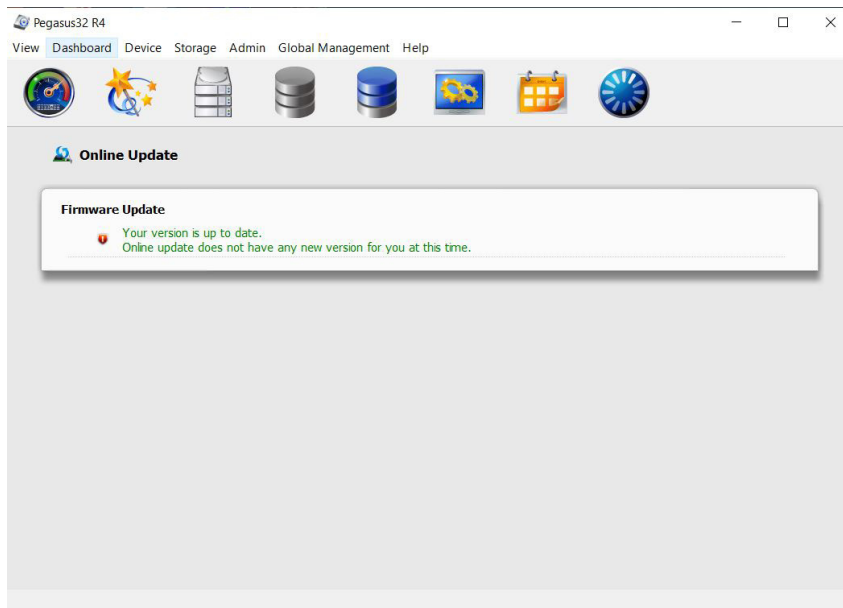 Pegasus32 R4
View Dashboard Device Storage Admin Global Management Help
Online Update
Firmware Update
Your version is up to date.
Online update does not have any new version for you at this time.